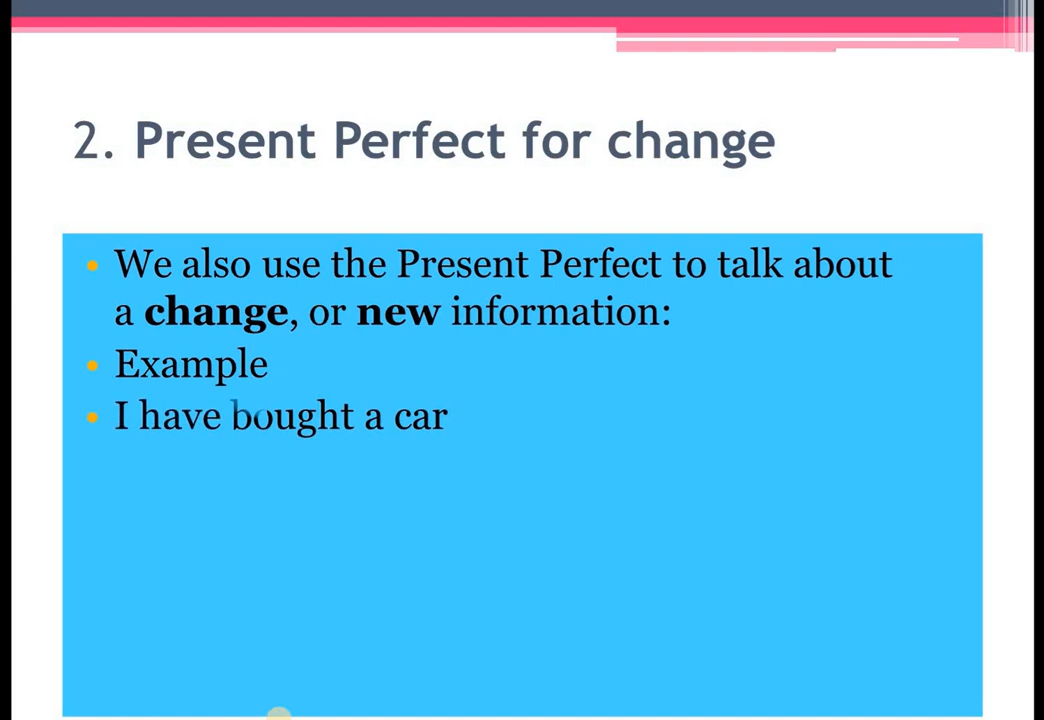 2. Present Perfect for change
• We also use the Present Perfect to talk about
a change, or new information:
• Example
• I have bought a car